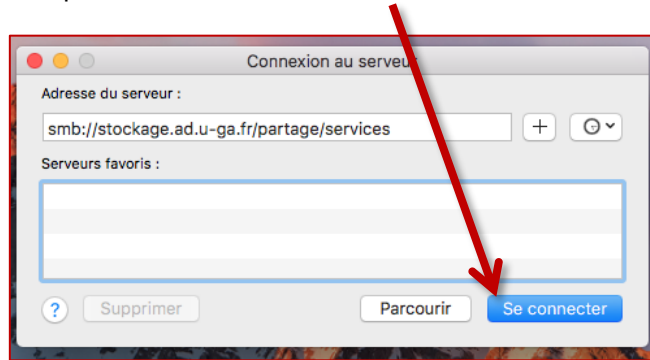 Connexion au serveur
Adresse du serveur :
smb://stockage.ad.u-ga.fr/partage/services
+
Serveurs favoris :
? Supprimer Parcourir Se connecter